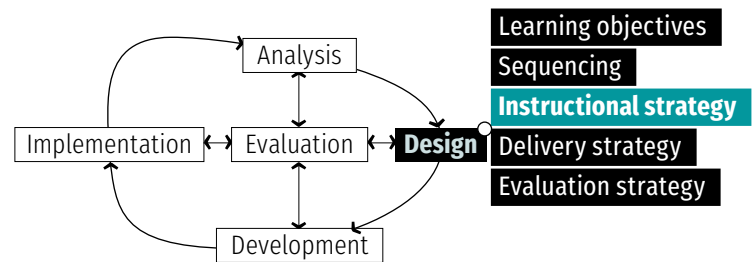 Analysis
Implementation
Evaluation
Design
Development
Learning objectives
Sequencing
Instructional strategy
Delivery strategy
Evaluation strategy